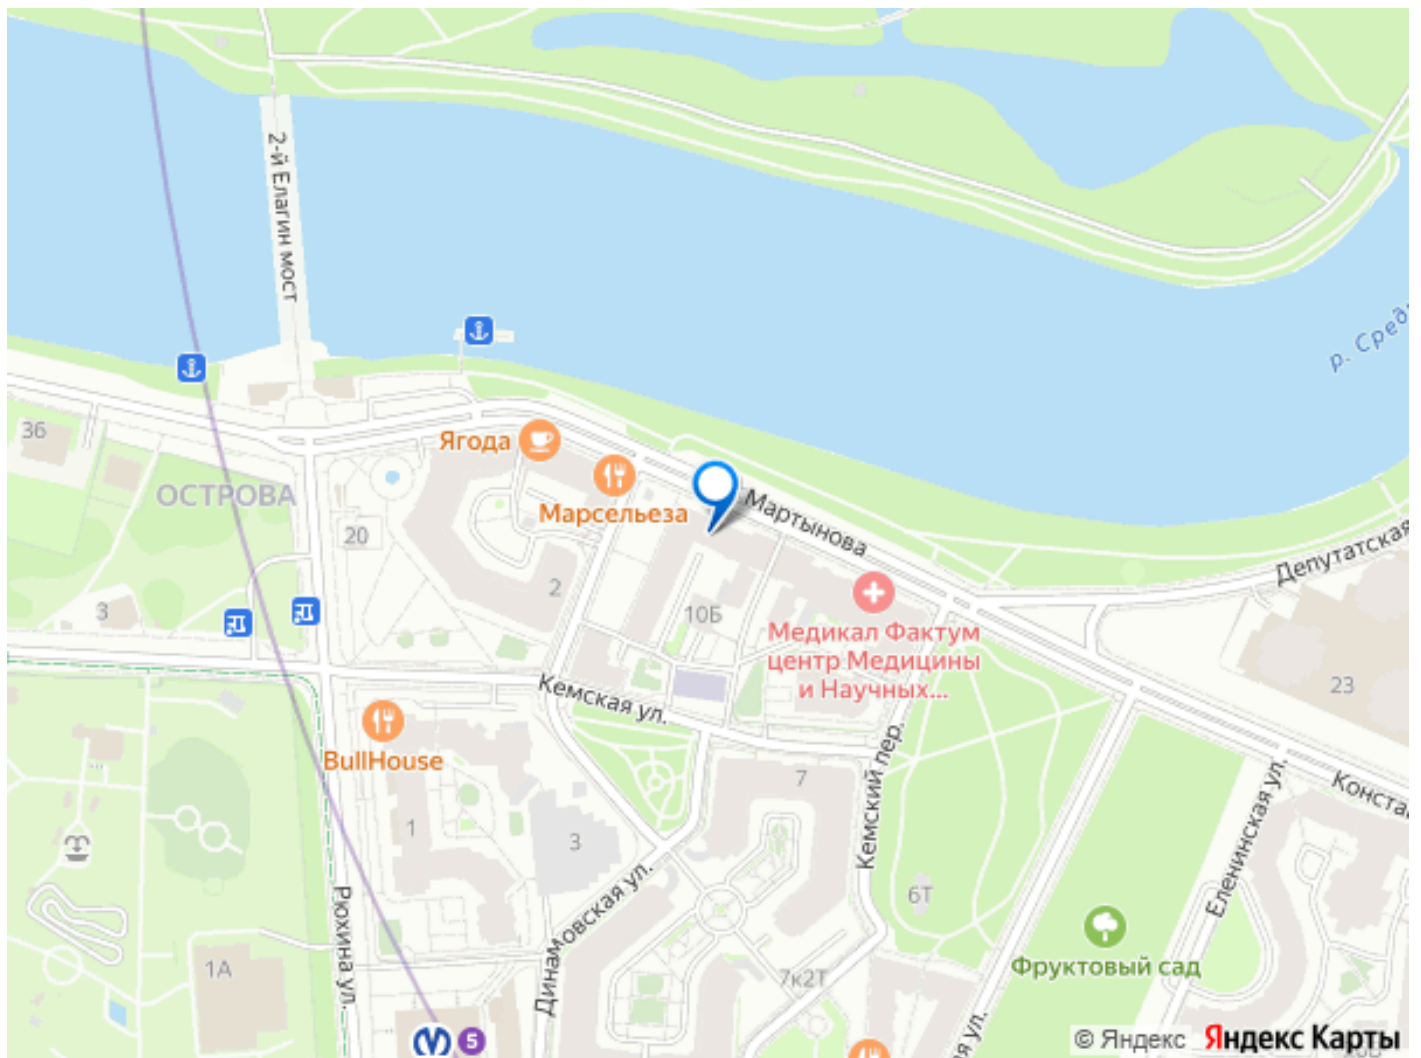 2-й Елагин мост
р. Сред
36
Ягода
ОСТРОВА
Марсельеза
Мартынова
Депутатская
20
2
3
10Б
Медикал Фактум
центр Медицины
и Научных...
23
Кемская ул.
BullHouse
Кемский пер.
7
Конста
Еленинская ул.
1
3
Рюхина ул.
Динамовская ул.
6Т
Фруктовый сад
1А
7к2Т
я ул.
5
© Яндекс Яндекс Карты